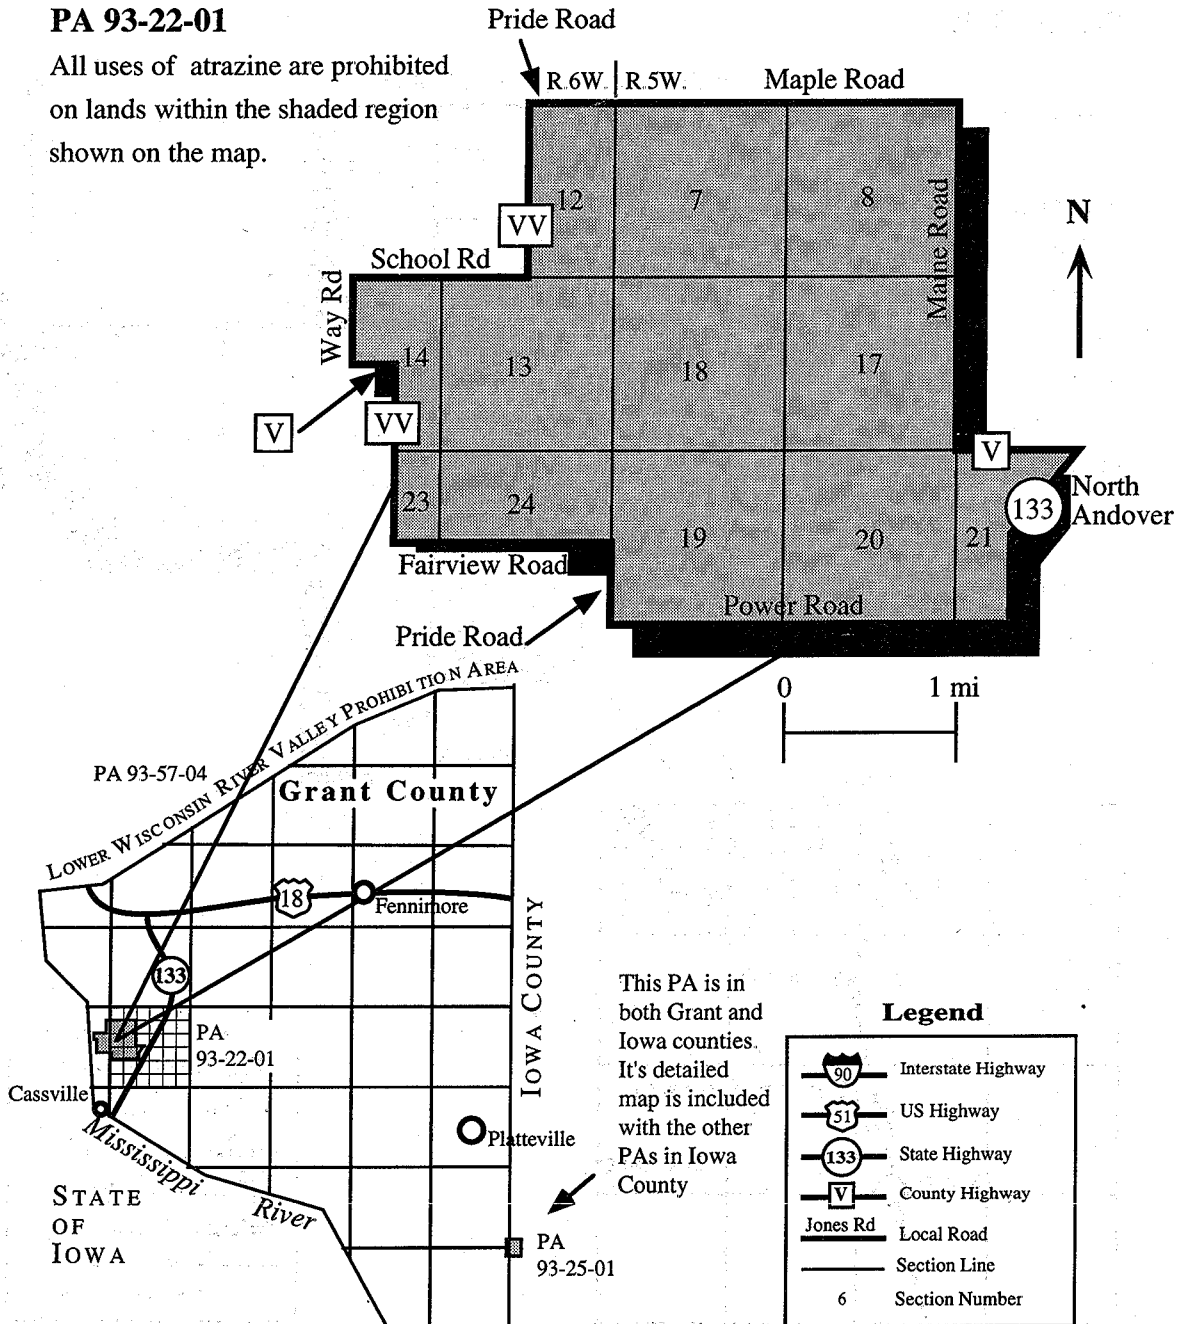 PA 93-22-01
All uses of atrazine are prohibited
on lands within the shaded region
shown on the map.
Pride Road
R.6W. R.5W.
Maple Road
12
7
8
VV
School Rd
Maine Road
N
Way Rd
14
13
18
17
V
VV
V
23
24
19
20
21
133
North
Andover
Fairview Road
Power Road
Pride Road
0
1 mi
LOWER WISCONSIN RIVER VALLEY PROHIBITION AREA
PA 93-57-04
Grant County
18
Fennimore
133
IOWA COUNTY
PA
93-22-01
Cassville
Mississippi
River
Platteville
STATE
OF
IOWA
This PA is in
both Grant and
Iowa counties.
It's detailed
map is included
with the other
PAs in Iowa
County
PA
93-25-01
Legend
90 Interstate Highway
51 US Highway
133 State Highway
V County Highway
Jones Rd Local Road
Section Line
6 Section Number